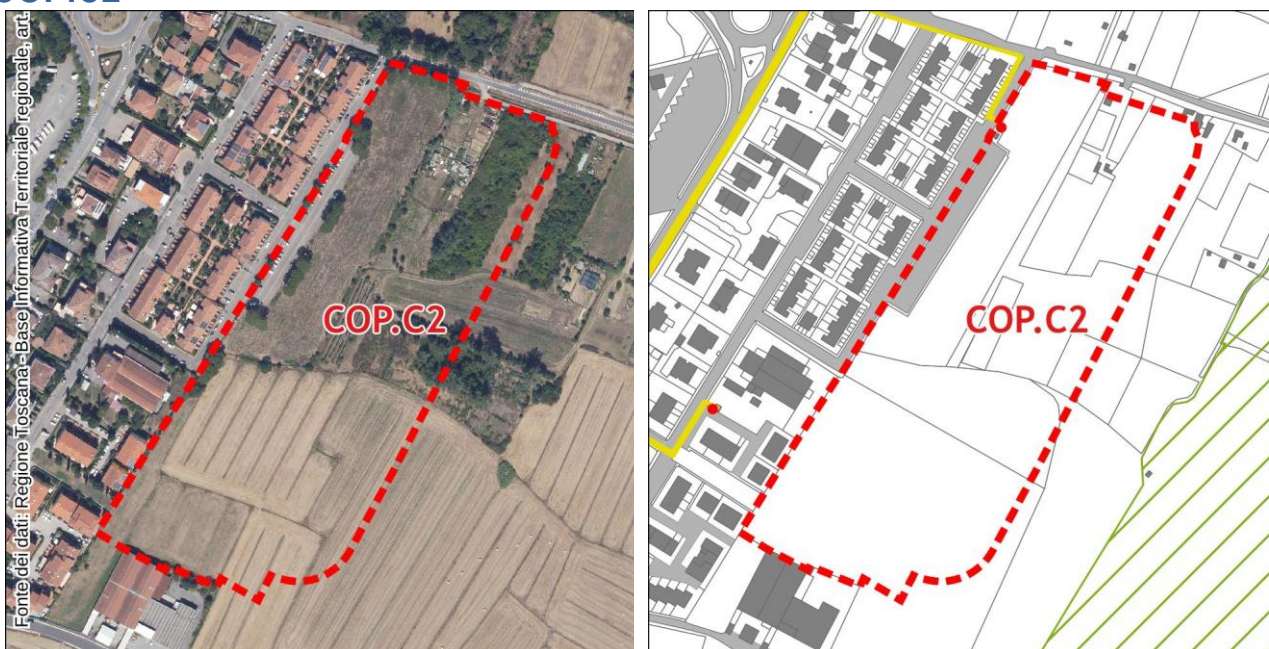 Fonte dei dati: Regione Toscana - Base Informativa Territoriale regionale, art.
COP.C2
COP.C2